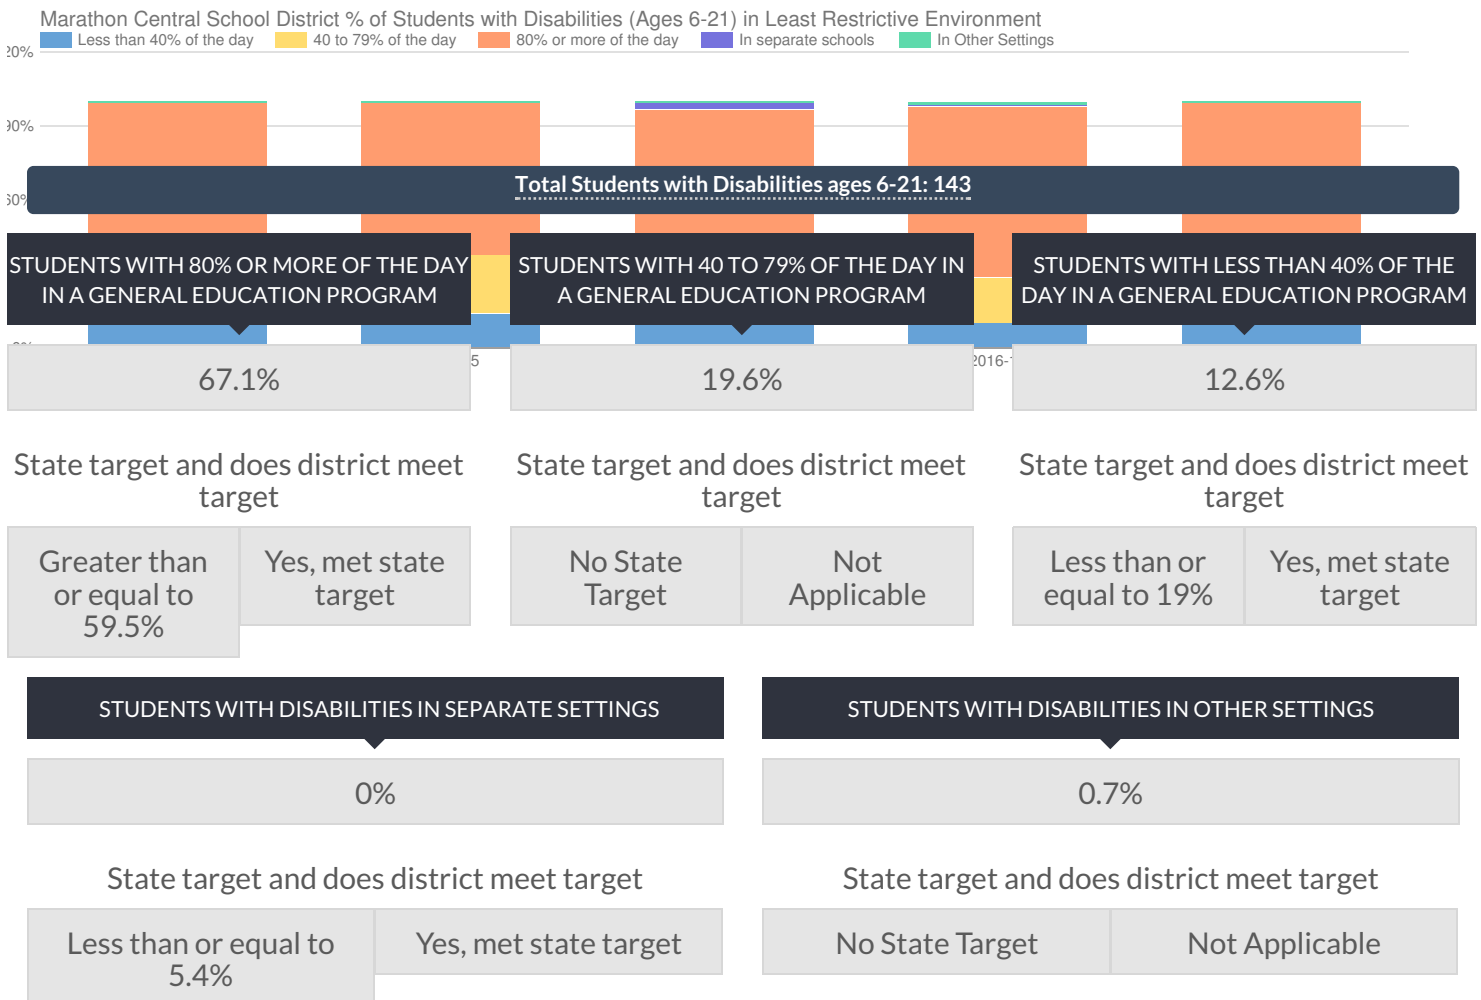 Marathon Central School District % of Students with Disabilities (Ages 6-21) in Least Restrictive Environment
Less than 40% of the day 40 to 79% of the day 80% or more of the day In separate schools In Other Settings
Total Students with Disabilities ages 6-21: 143
STUDENTS WITH 80% OR MORE OF THE DAY
IN A GENERAL EDUCATION PROGRAM
67.1%
State target and does district meet
target
Greater than
or equal to
59.5%
Yes, met state
target
STUDENTS WITH 40 TO 79% OF THE DAY IN
A GENERAL EDUCATION PROGRAM
19.6%
State target and does district meet
target
No State
Target
Not
Applicable
STUDENTS WITH LESS THAN 40% OF THE
DAY IN A GENERAL EDUCATION PROGRAM
12.6%
State target and does district meet
target
Less than or
equal to 19%
Yes, met state
target
STUDENTS WITH DISABILITIES IN SEPARATE SETTINGS
0%
State target and does district meet target
Less than or equal to
5.4%
Yes, met state target
STUDENTS WITH DISABILITIES IN OTHER SETTINGS
0.7%
State target and does district meet target
No State Target
Not Applicable